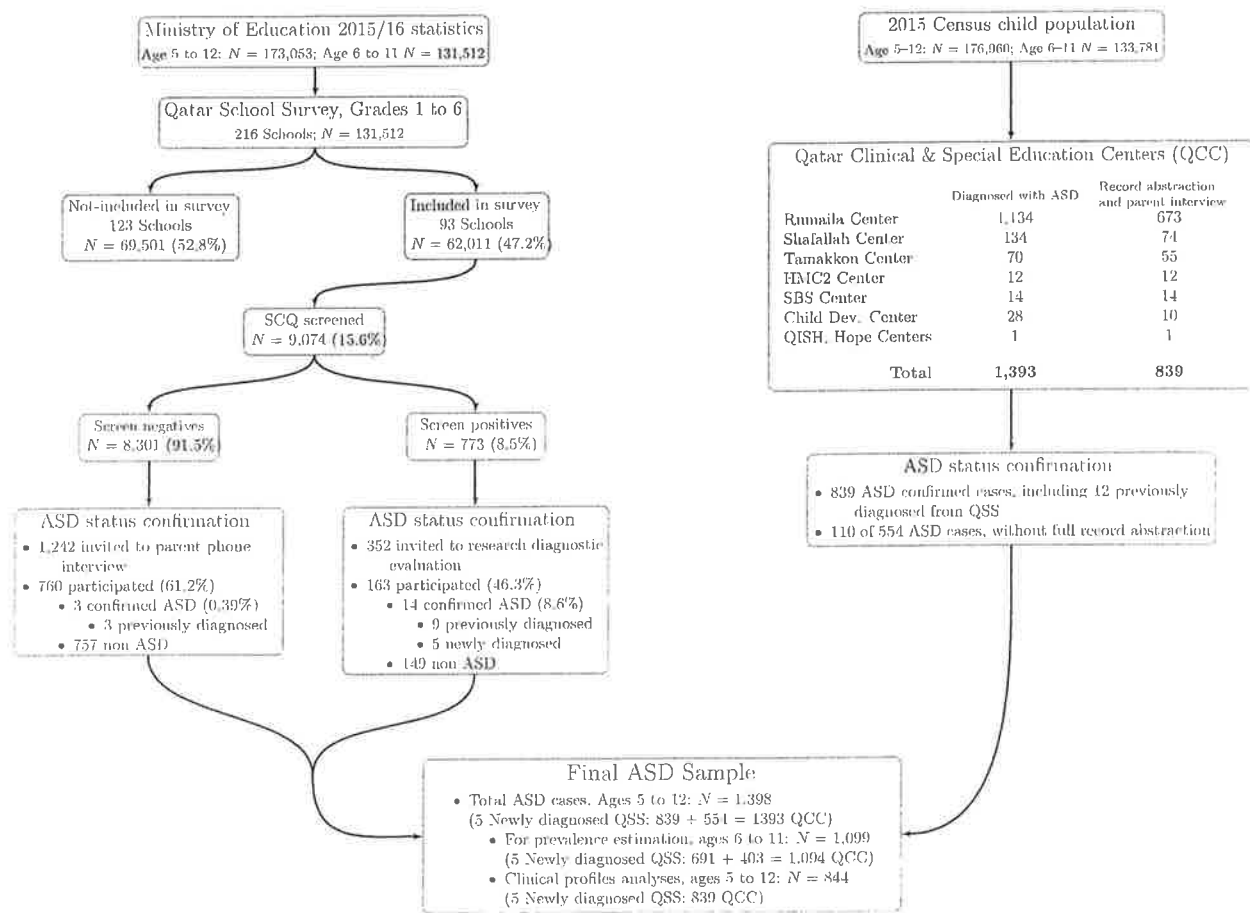 Ministry of Education 2015/16 statistics
Age 5 to 12: N = 173,053; Age 6 to 11 N = 131,512
Qatar School Survey, Grades 1 to 6
216 Schools; N = 131,512
Not-included in survey
123 Schools
N = 69,501 (52.8%)
Included in survey
93 Schools
N = 62,011 (47.2%)
SCQ screened
N = 9,074 (15.6%)
Screen negatives
N = 8,301 (91.5%)
Screen positives
N = 773 (8.5%)
ASD status confirmation
• 1,242 invited to parent phone
interview
• 760 participated (61.2%)
• 3 confirmed ASD (0.39%)
• 3 previously diagnosed
• 757 non ASD
ASD status confirmation
• 352 invited to research diagnostic
evaluation
• 163 participated (46.3%)
• 14 confirmed ASD (8.6%)
• 9 previously diagnosed
• 5 newly diagnosed
• 149 non ASD
2015 Census child population
Age 5–12: N = 176,960; Age 6–11 N = 133,781
Qatar Clinical & Special Education Centers (QCC)
Diagnosed with ASD
Record abstraction
and parent interview
Rumaila Center 1,134 673
Shafallah Center 134 74
Tamakkon Center 70 55
HMC2 Center 12 12
SBS Center 14 14
Child Dev. Center 28 10
QISH, Hope Centers 1 1
Total 1,393 839
ASD status confirmation
• 839 ASD confirmed cases, including 12 previously
diagnosed from QSS
• 110 of 554 ASD cases, without full record abstraction
Final ASD Sample
• Total ASD cases, Ages 5 to 12: N = 1,398
(5 Newly diagnosed QSS: 839 + 554 = 1393 QCC)
• For prevalence estimation, ages 6 to 11: N = 1,099
(5 Newly diagnosed QSS: 691 + 403 = 1,094 QCC)
• Clinical profiles analyses, ages 5 to 12: N = 844
(5 Newly diagnosed QSS: 839 QCC)